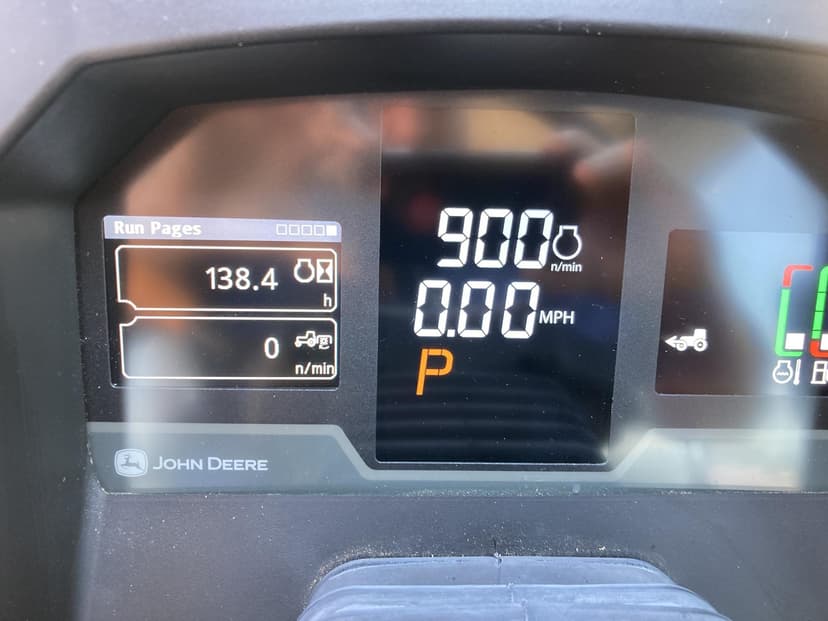 Run Pages
138.4
h
0
n/min
900
n/min
0.00 MPH
P
JOHN DEERE